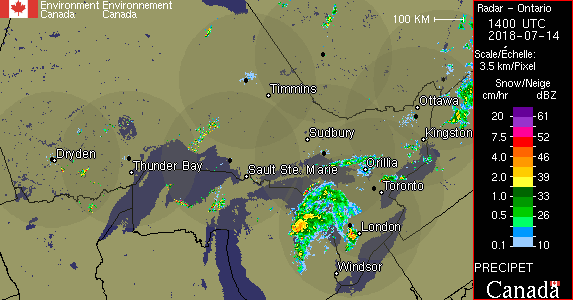 Environment Environnement
Canada Canada
100 KM
Timmins
Ottawa
Sudbury
Kingston
Dryden
Thunder Bay
Sault Ste. Marie
Orillia
Toronto
London
Windsor
Radar - Ontario
1400 UTC
2018-07-14
Scale/Échelle:
3.5 km/Pixel
Snow/Neige
cm/hr dBZ
20 61
7.5 52
4.0 46
2.0 39
1.0 33
0.5 26
0.1 10
PRECIPET
Canada